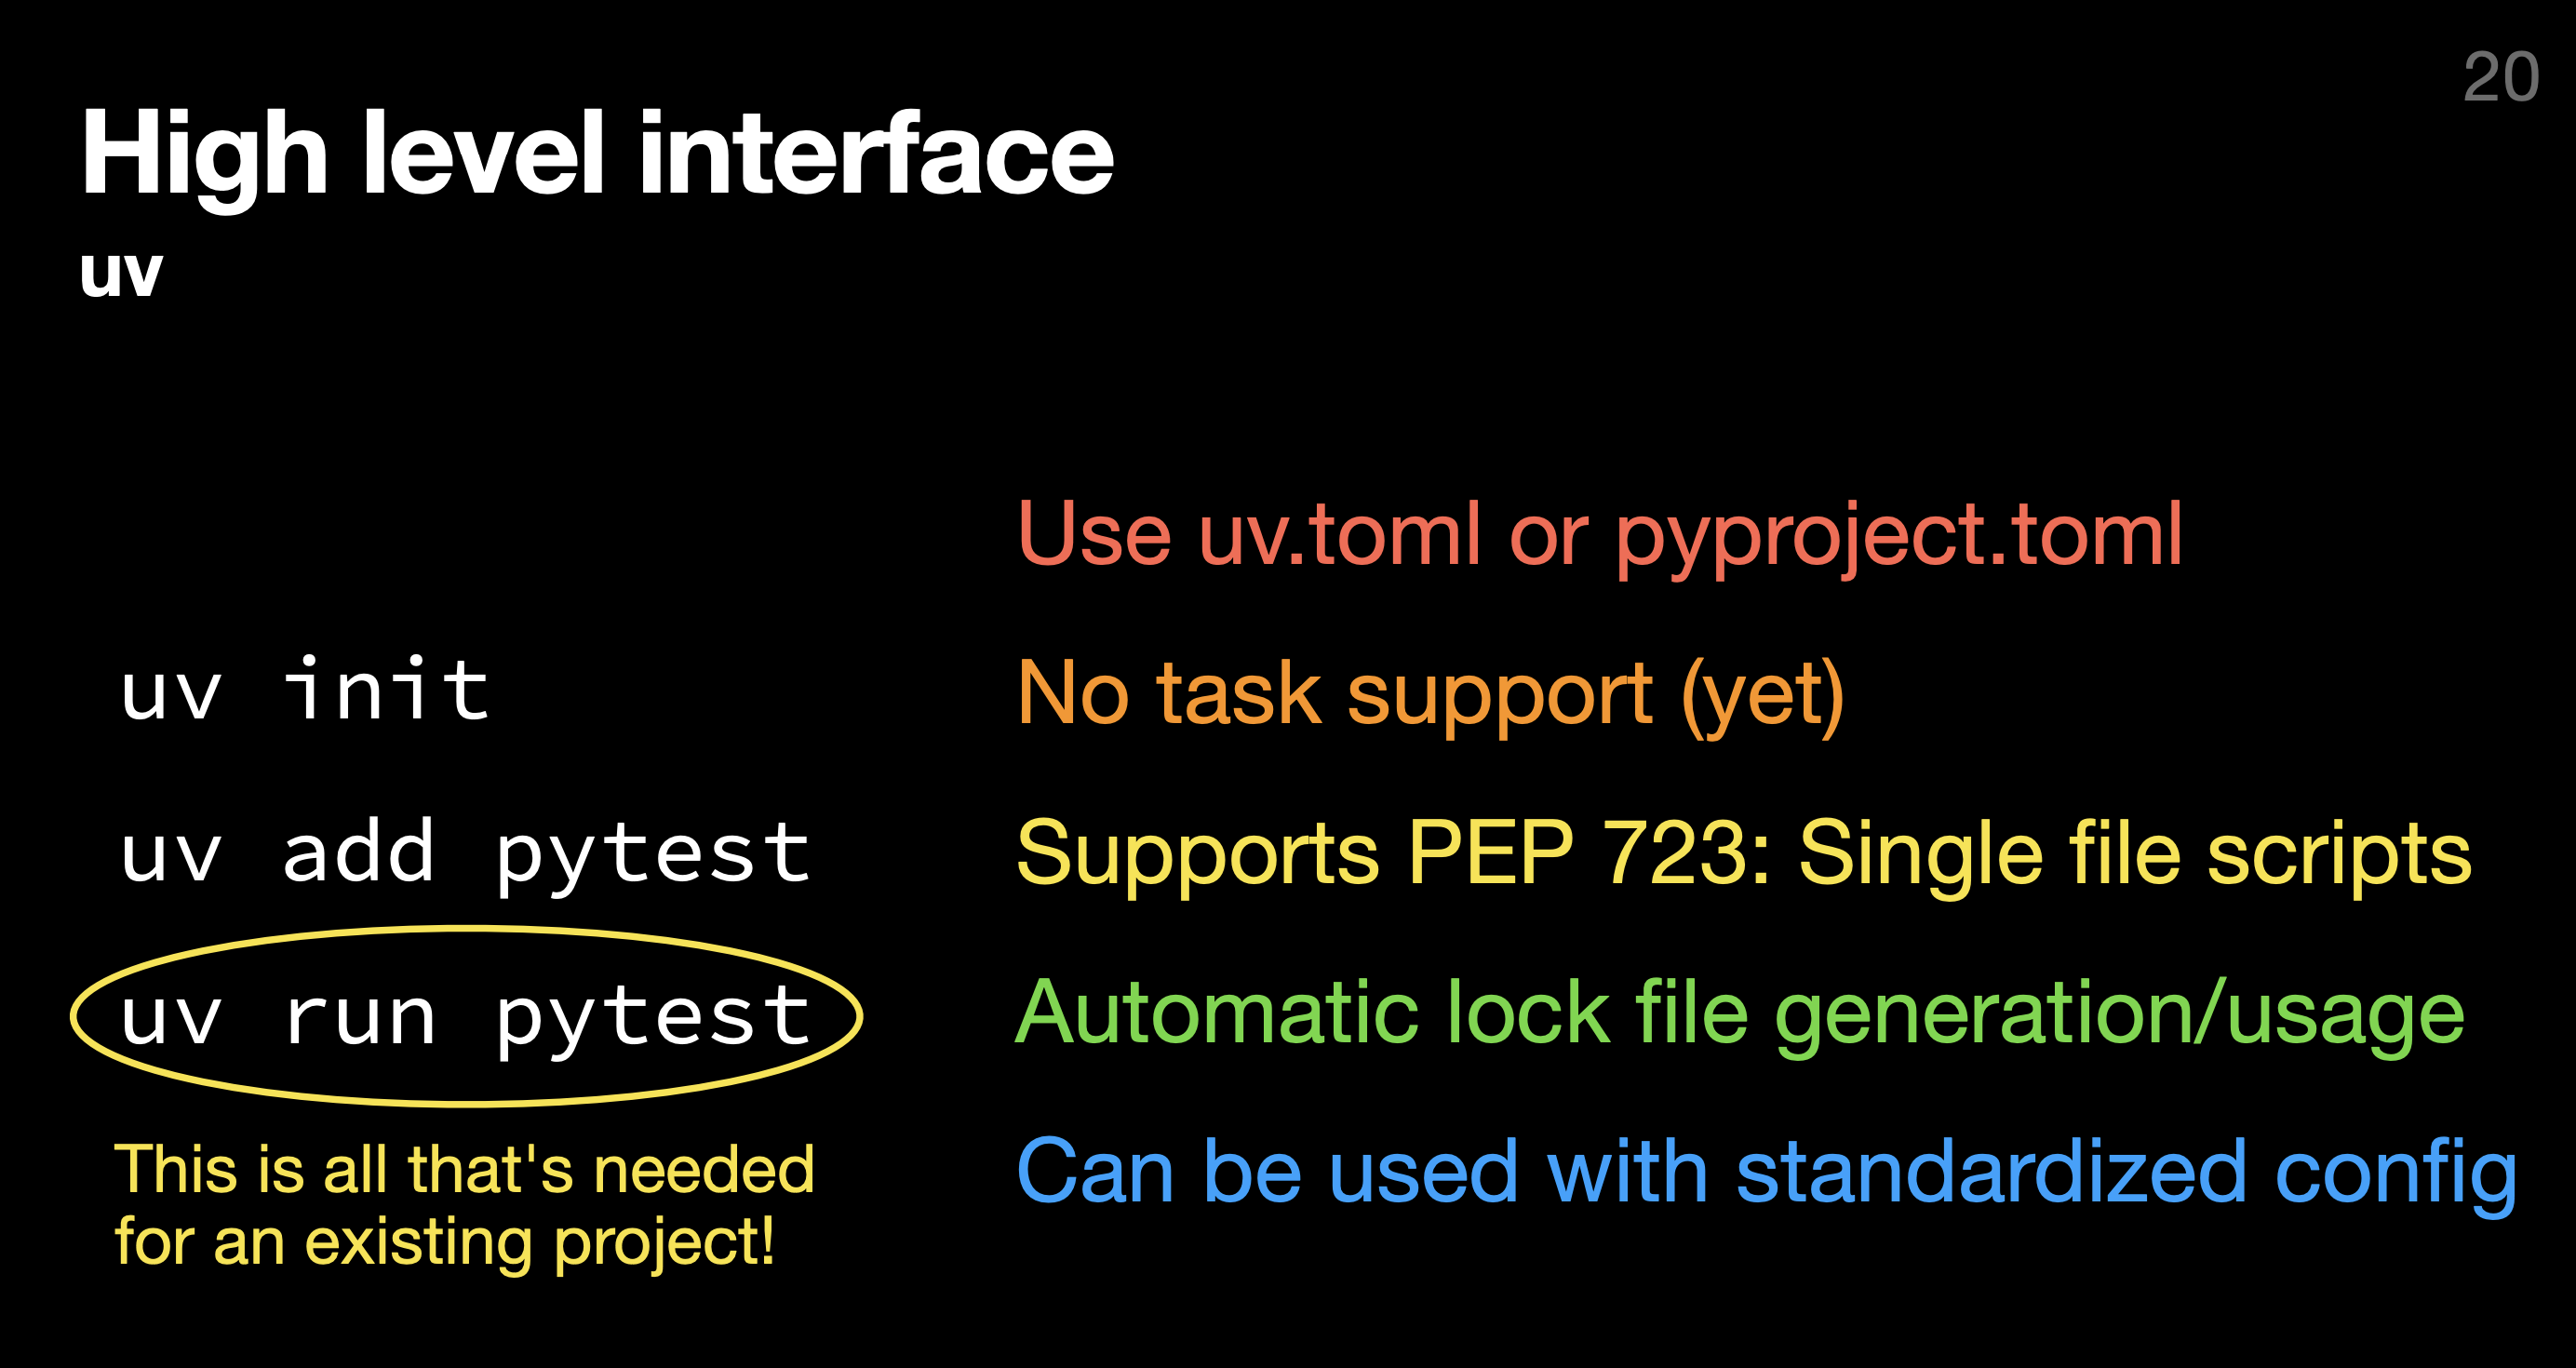 20
High level interface
uv
uv init
uv add pytest
uv run pytest
This is all that's needed
for an existing project!
Use uv.toml or pyproject.toml
No task support (yet)
Supports PEP 723: Single file scripts
Automatic lock file generation/usage
Can be used with standardized config